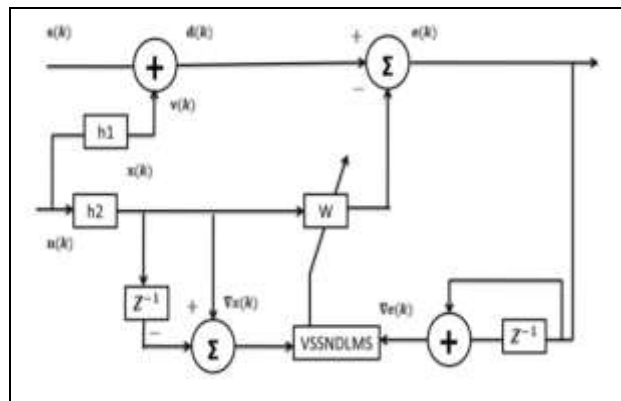 s(k) d(k) + e(k)
+ Σ
v(k) −
h1
x(k)
h2 W
n(k)
Z⁻¹ + ∇x(k) ∇e(k)
− Σ VSSNDLMS + Z⁻¹